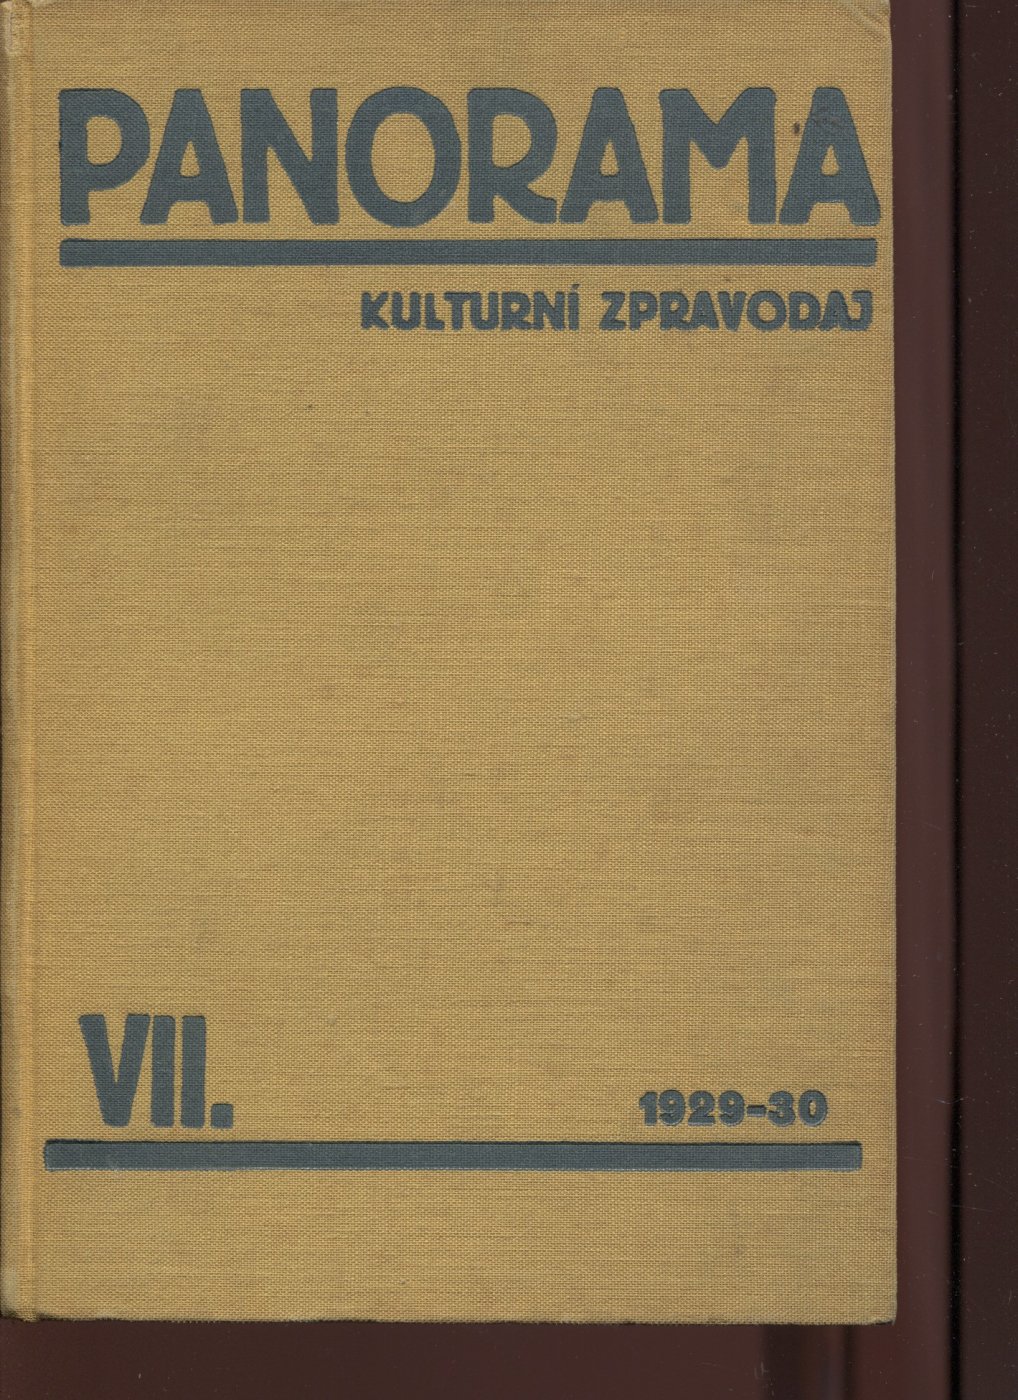 PANORAMA
KULTURNÍ ZPRAVODAJ
VII.
1929-30